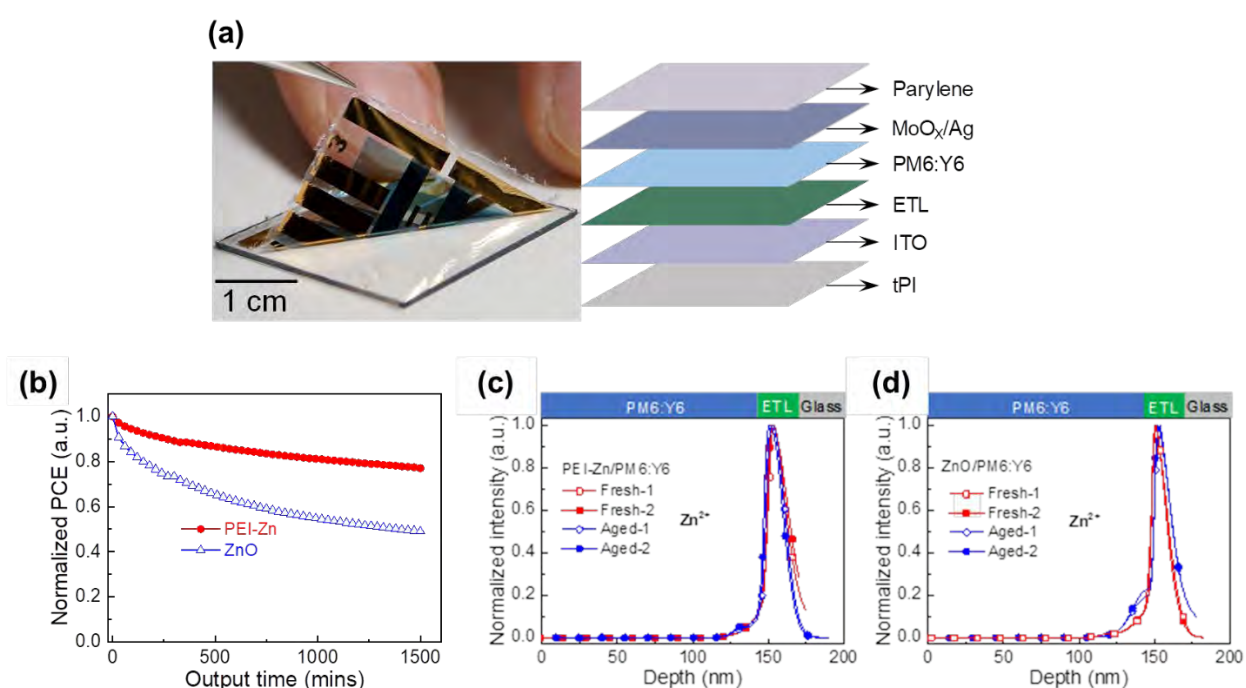 (a)
3
1 cm
Parylene
MoOₓ/Ag
PM6:Y6
ETL
ITO
tPI
(b)
Normalized PCE (a.u.)
1.0
0.8
0.6
0.4
0.2
0.0
PEI-Zn
ZnO
0
500
1000
1500
Output time (mins)
(c)
PM6:Y6
ETL
Glass
Normalized intensity (a.u.)
1.0
0.8
0.6
0.4
0.2
0.0
PEI-Zn/PM6:Y6
Fresh-1
Fresh-2
Aged-1
Aged-2
Zn²⁺
0
50
100
150
200
Depth (nm)
(d)
PM6:Y6
ETL
Glass
Normalized intensity (a.u.)
1.0
0.8
0.6
0.4
0.2
0.0
ZnO/PM6:Y6
Fresh-1
Fresh-2
Aged-1
Aged-2
Zn²⁺
0
50
100
150
200
Depth (nm)